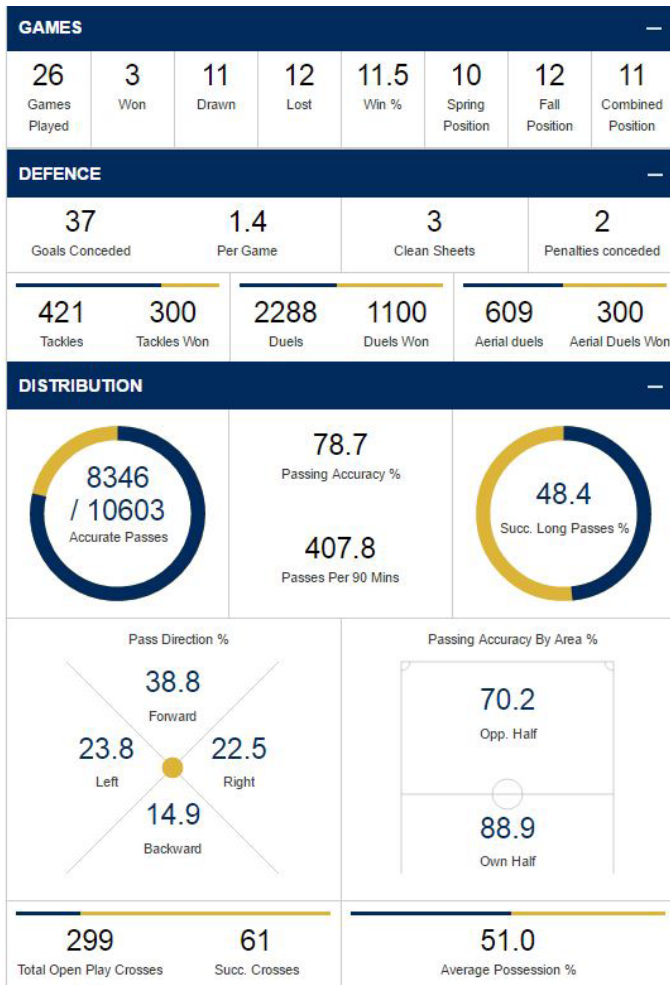 GAMES
26 3 11 12 11.5 10 12 11
Games Played Won Drawn Lost Win % Spring Position Fall Position Combined Position
DEFENCE
37 1.4 3 2
Goals Conceded Per Game Clean Sheets Penalties conceded
421 300 2288 1100 609 300
Tackles Tackles Won Duels Duels Won Aerial duels Aerial Duels Won
DISTRIBUTION
8346
/ 10603
Accurate Passes
78.7
Passing Accuracy %
407.8
Passes Per 90 Mins
48.4
Succ. Long Passes %
Pass Direction %
38.8
Forward
23.8 22.5
Left Right
14.9
Backward
Passing Accuracy By Area %
70.2
Opp. Half
88.9
Own Half
299 61
Total Open Play Crosses Succ. Crosses
51.0
Average Possession %